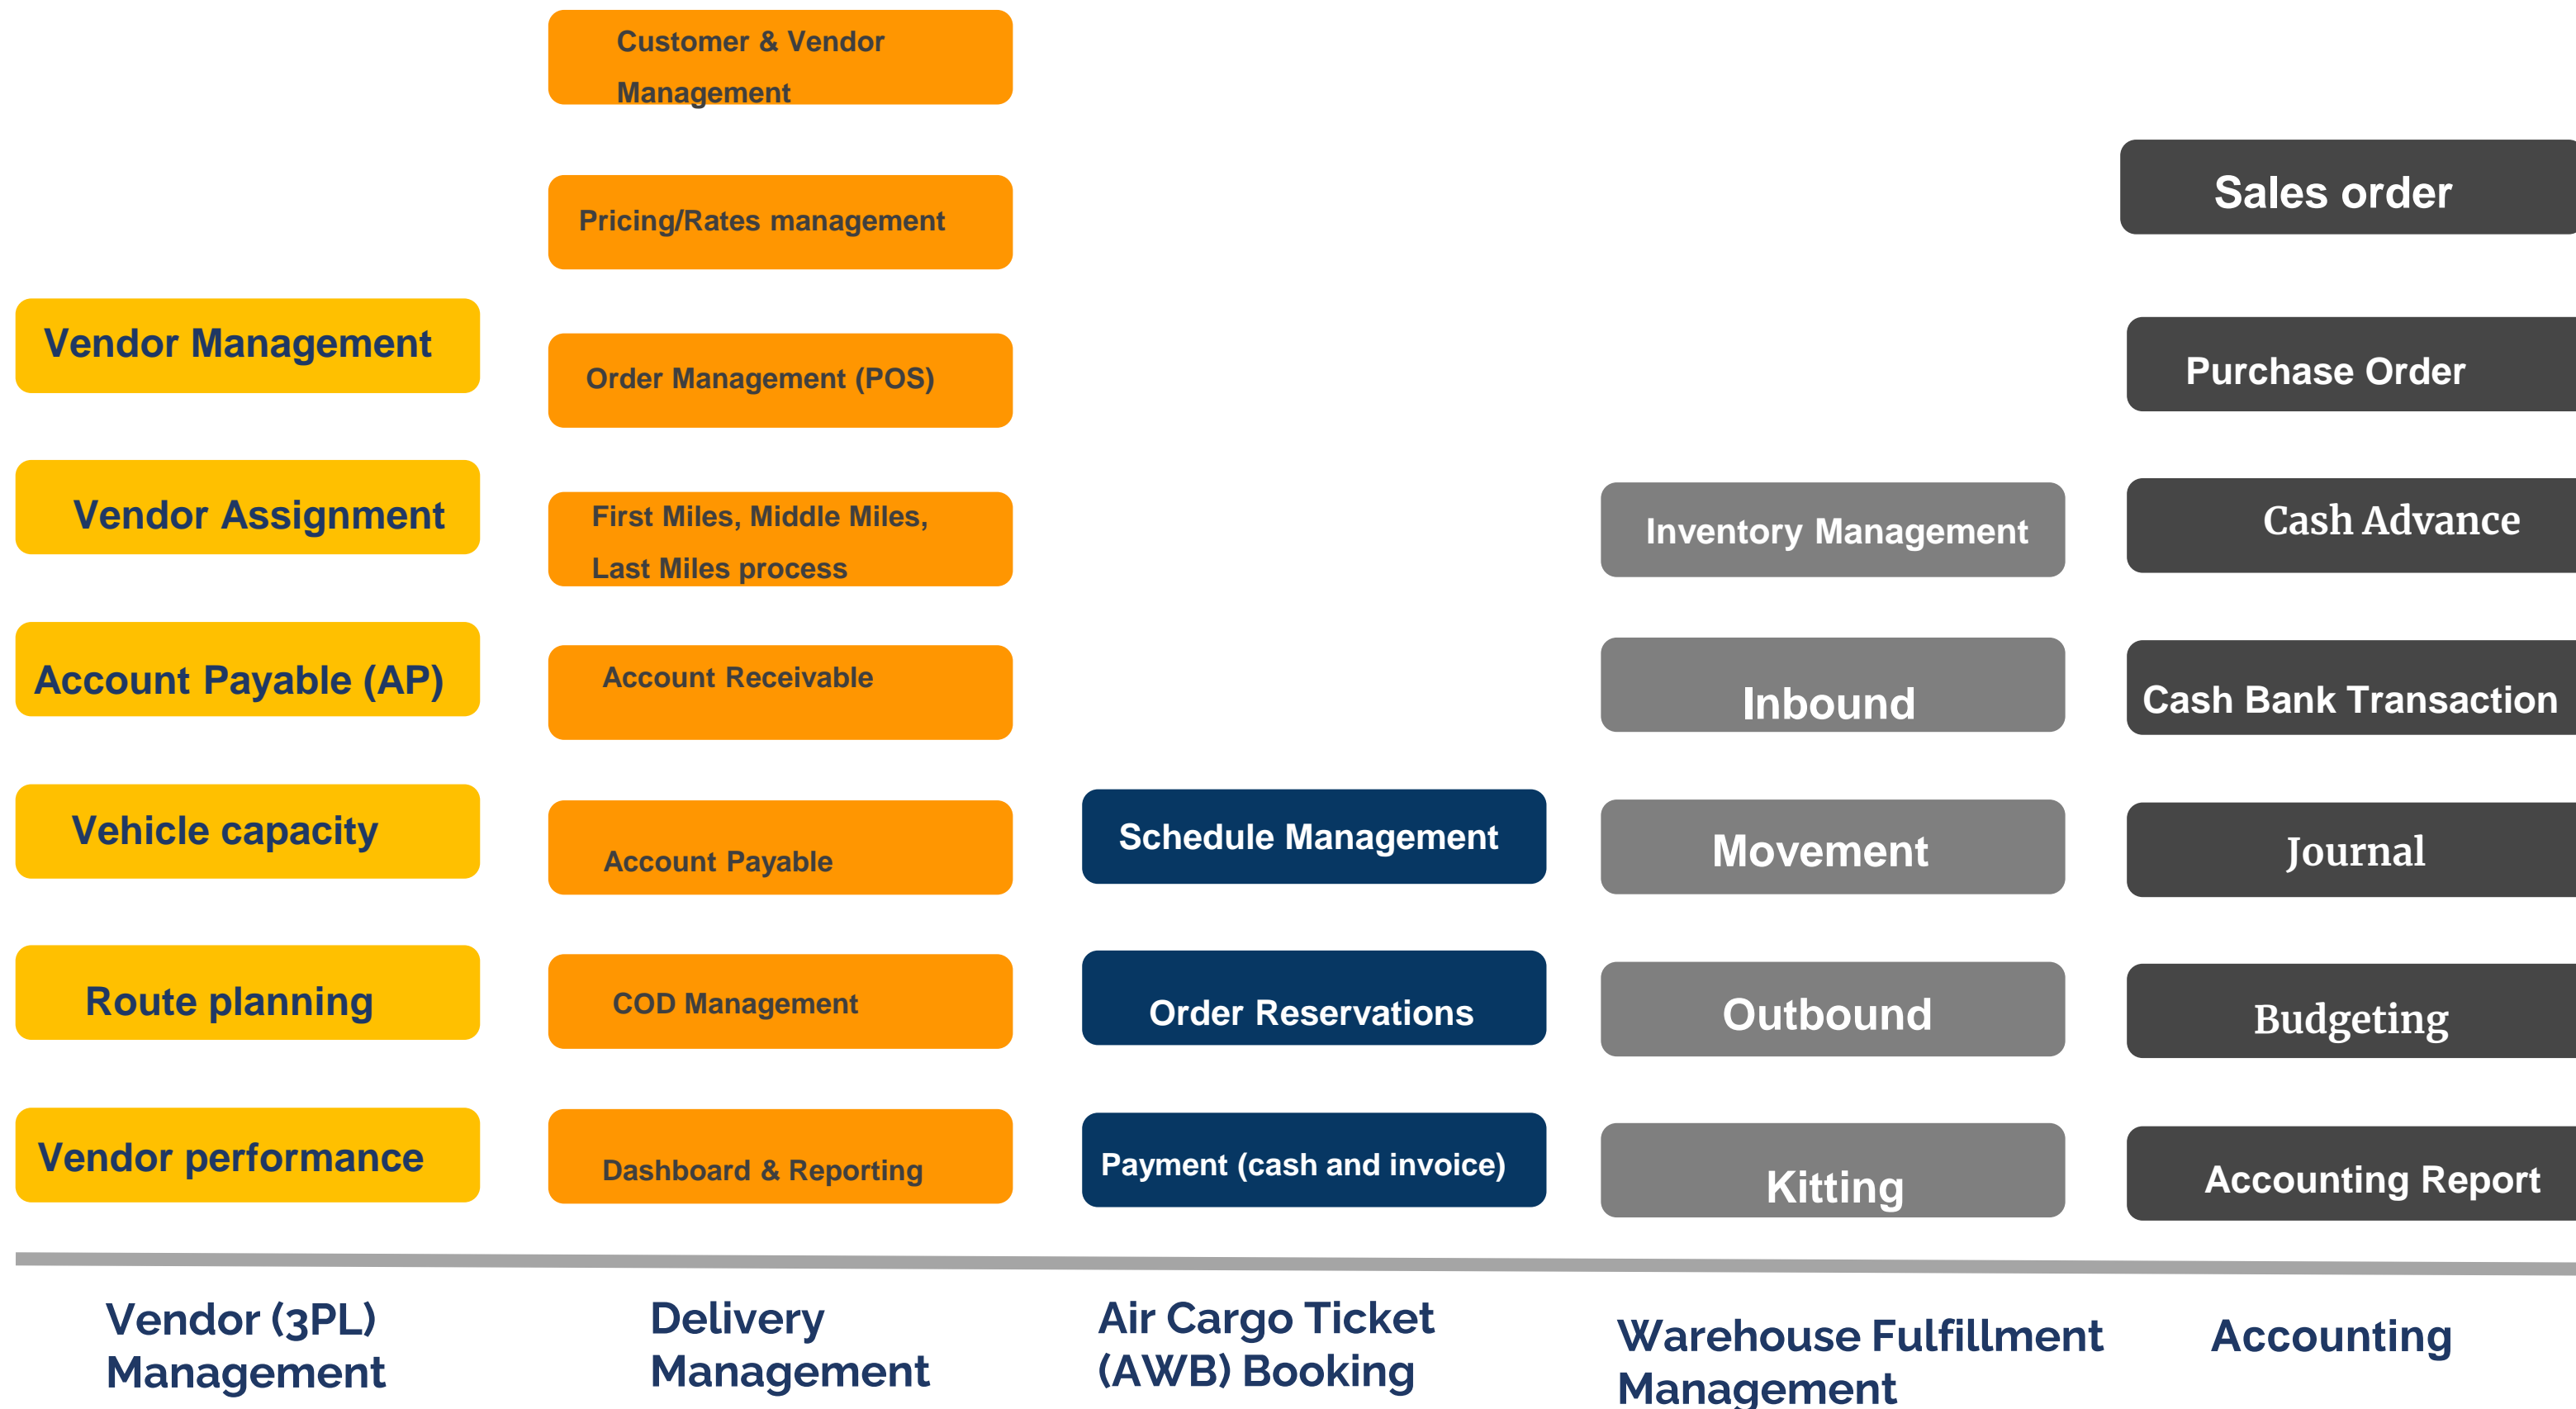 Vendor Management
Vendor Assignment
Account Payable (AP)
Vehicle capacity
Route planning
Vendor performance
Vendor (3PL)
Management
Customer & Vendor
Management
Pricing/Rates management
Order Management (POS)
First Miles, Middle Miles,
Last Miles process
Account Receivable
Account Payable
COD Management
Dashboard & Reporting
Delivery
Management
Schedule Management
Order Reservations
Payment (cash and invoice)
Air Cargo Ticket
(AWB) Booking
Inventory Management
Inbound
Movement
Outbound
Kitting
Warehouse Fulfillment
Management
Sales order
Purchase Order
Cash Advance
Cash Bank Transaction
Journal
Budgeting
Accounting Report
Accounting